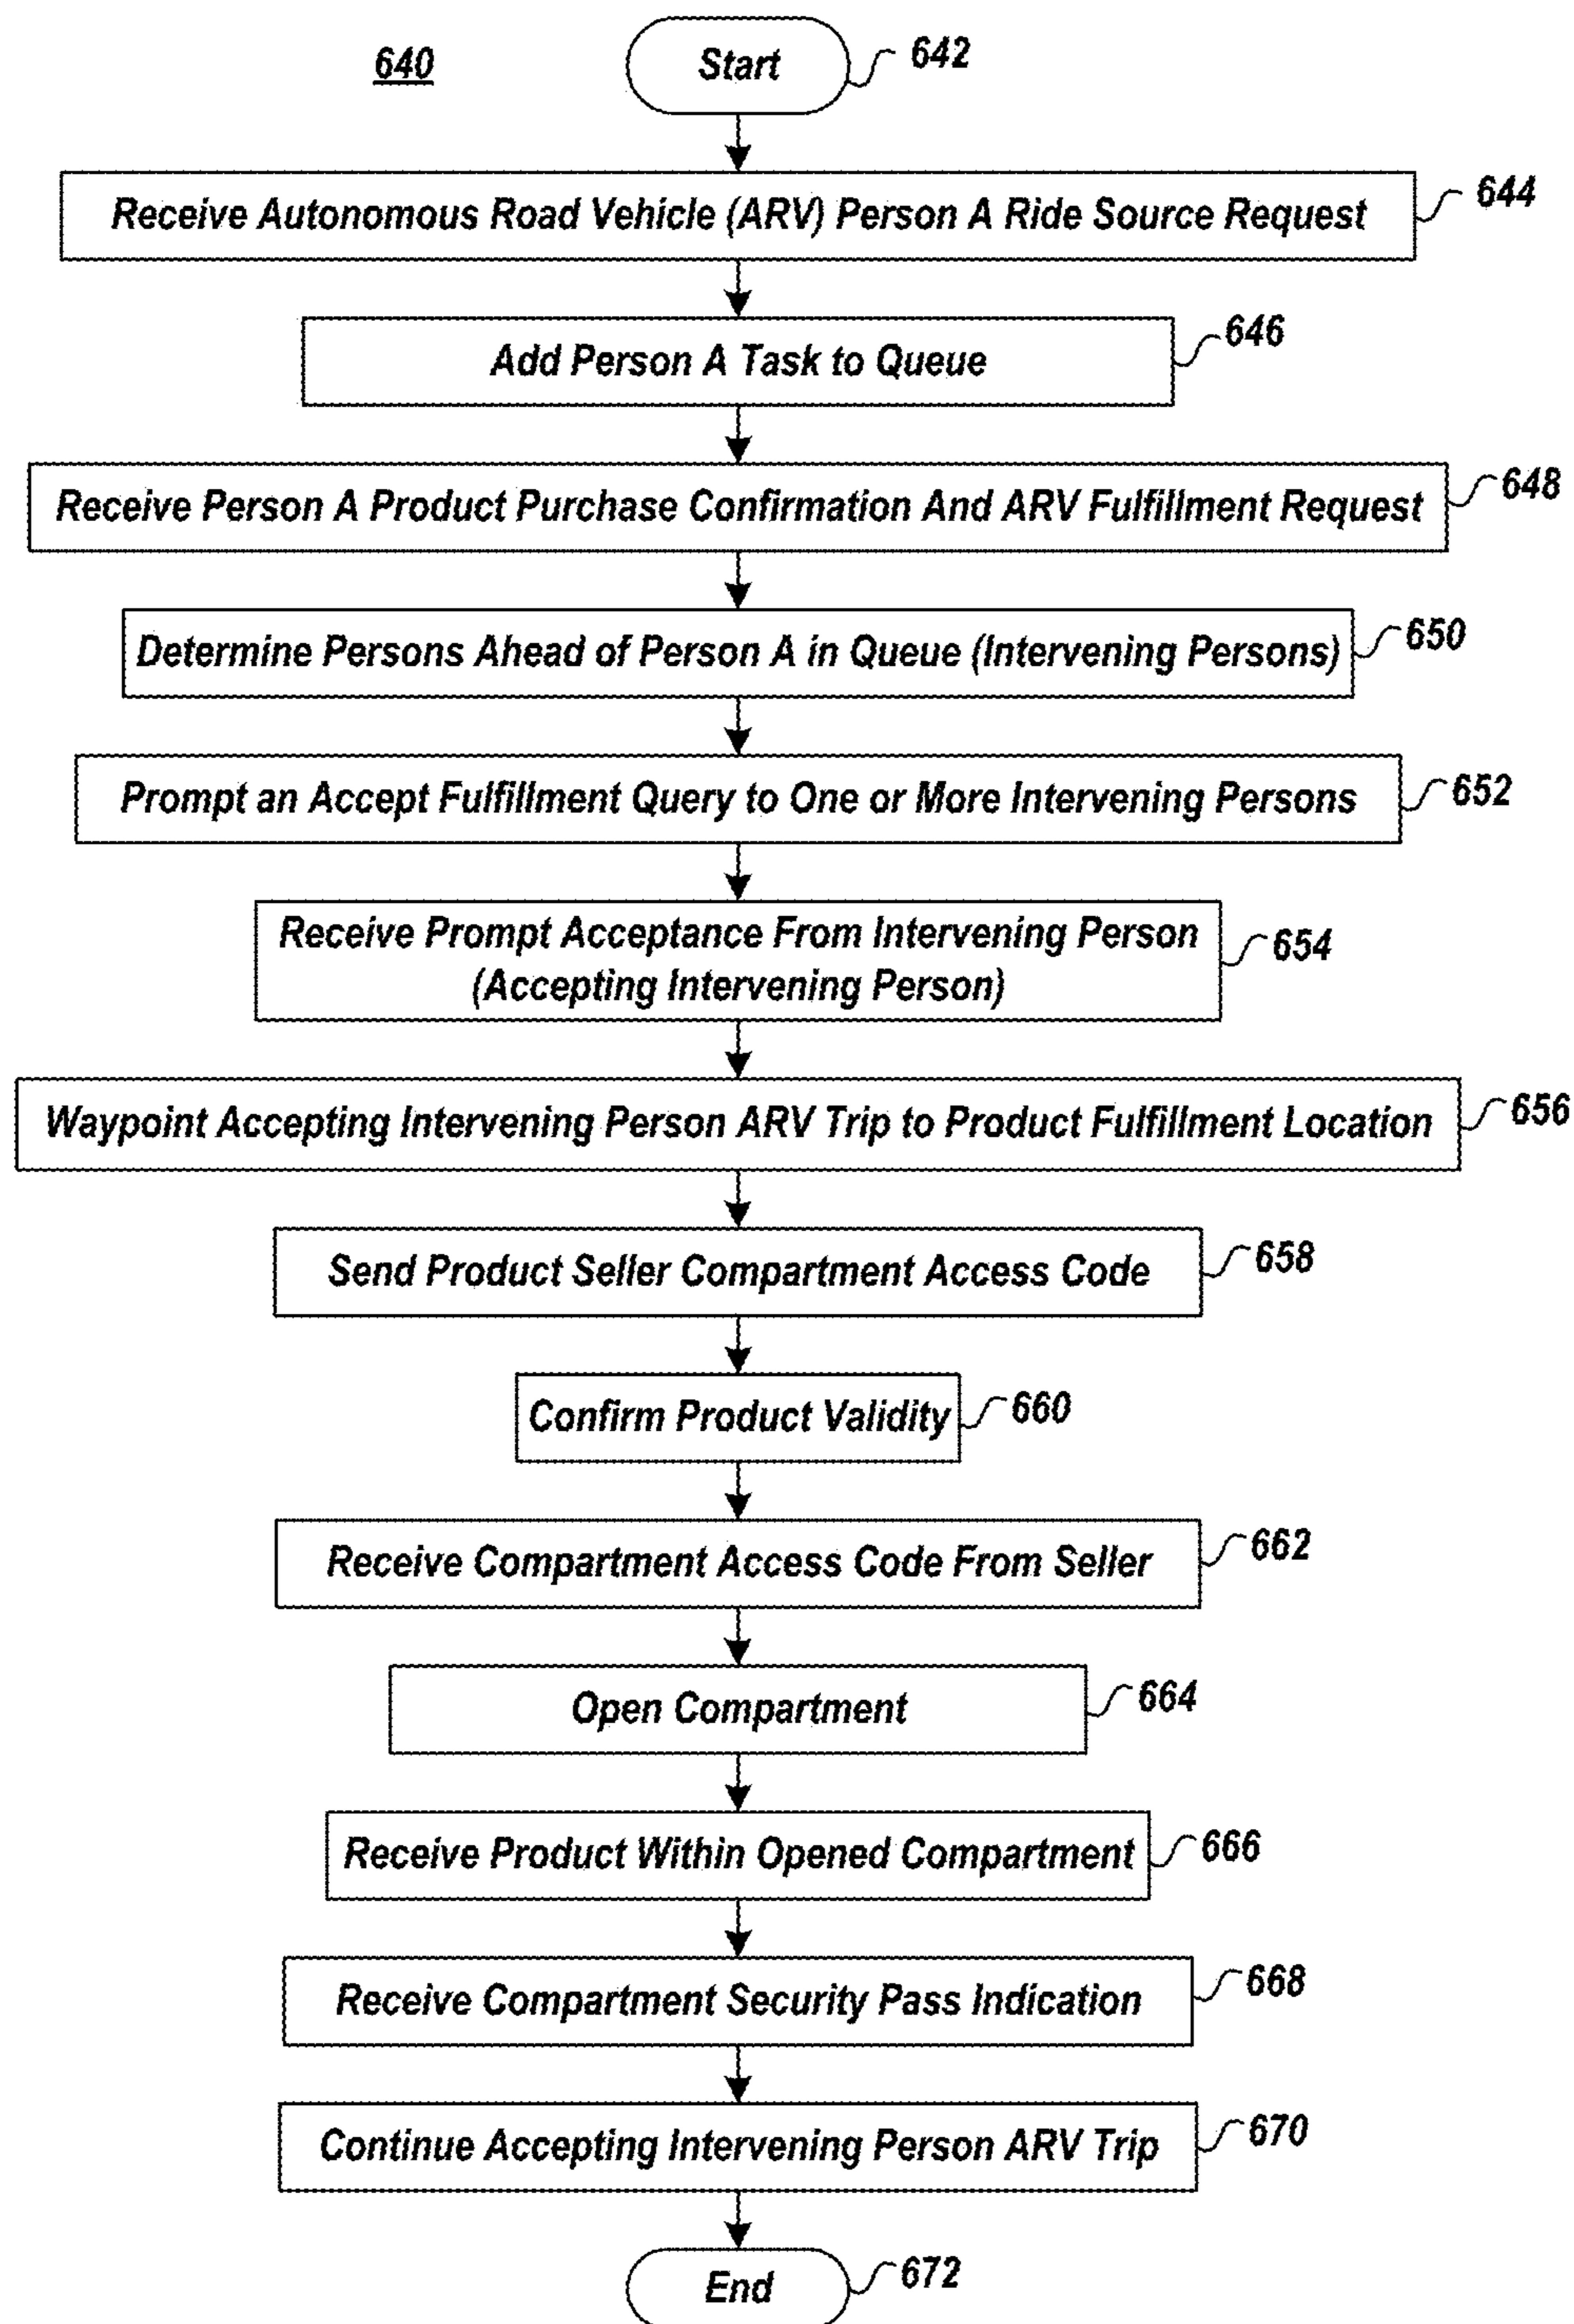 640
Start
642
Receive Autonomous Road Vehicle (ARV) Person A Ride Source Request
644
Add Person A Task to Queue
646
Receive Person A Product Purchase Confirmation And ARV Fulfillment Request
648
Determine Persons Ahead of Person A in Queue (Intervening Persons)
650
Prompt an Accept Fulfillment Query to One or More Intervening Persons
652
Receive Prompt Acceptance From Intervening Person
(Accepting Intervening Person)
654
Waypoint Accepting Intervening Person ARV Trip to Product Fulfillment Location
656
Send Product Seller Compartment Access Code
658
Confirm Product Validity
660
Receive Compartment Access Code From Seller
662
Open Compartment
664
Receive Product Within Opened Compartment
666
Receive Compartment Security Pass Indication
668
Continue Accepting Intervening Person ARV Trip
670
End
672